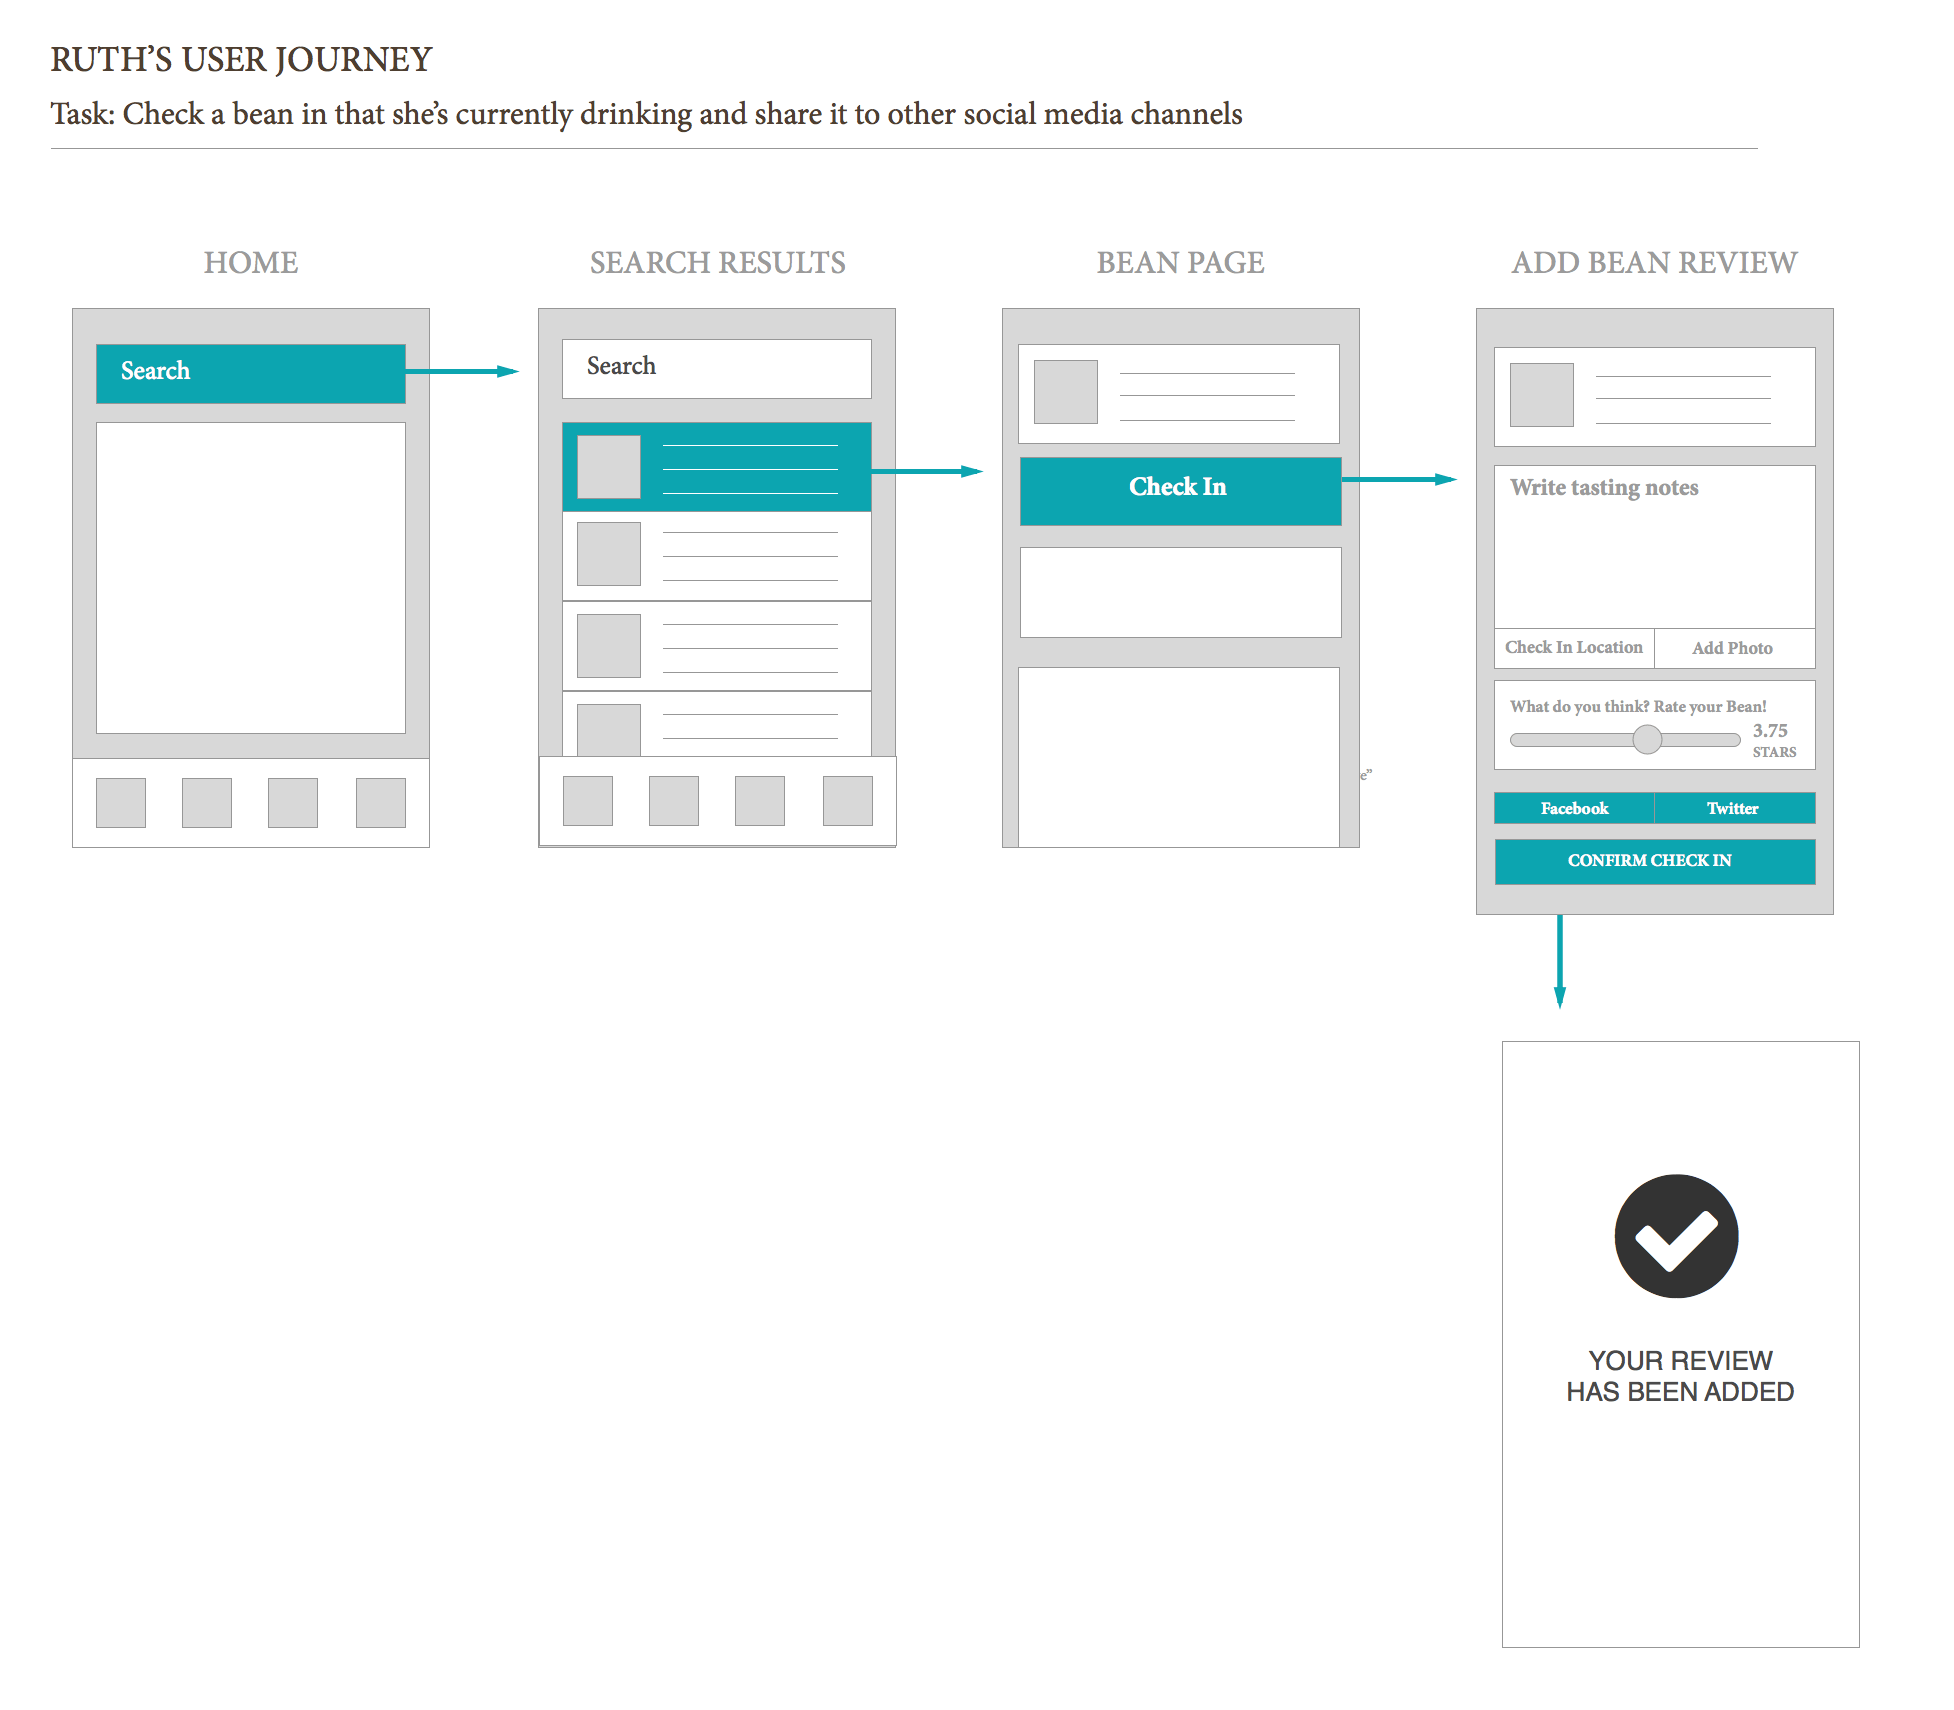 RUTH’S USER JOURNEY
Task: Check a bean in that she’s currently drinking and share it to other social media channels
HOME
SEARCH RESULTS
BEAN PAGE
ADD BEAN REVIEW
Search
Search
Check In
e”
Write tasting notes
Check In Location
Add Photo
What do you think? Rate your Bean!
3.75
STARS
Facebook
Twitter
CONFIRM CHECK IN
YOUR REVIEW
HAS BEEN ADDED